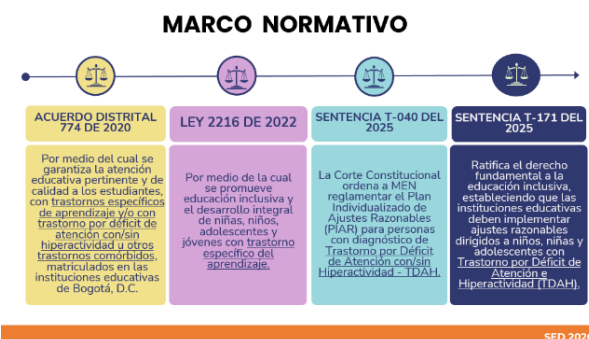 MARCO NORMATIVO
ACUERDO DISTRITAL
774 DE 2020
Por medio del cual se
garantiza la atención
educativa pertinente y de
calidad a los estudiantes,
con trastornos específicos
de aprendizaje y/o con
trastorno por déficit de
atención con/sin
hiperactividad u otros
trastornos comórbidos,
matriculados en las
instituciones educativas
de Bogotá, D.C.
LEY 2216 DE 2022
Por medio de la cual
se promueve
educación inclusiva y
el desarrollo integral
de niñas, niños,
adolescentes y
jóvenes con trastorno
específico del
aprendizaje.
SENTENCIA T-040 DEL
2025
La Corte Constitucional
ordena a MEN
reglamentar el Plan
Individualizado de
Ajustes Razonables
(PIAR) para personas
con diagnóstico de
Trastorno por Déficit
de Atención con/sin
Hiperactividad - TDAH.
SENTENCIA T-171 DEL
2025
Ratifica el derecho
fundamental a la
educación inclusiva,
estableciendo que las
instituciones educativas
deben implementar
ajustes razonables
dirigidos a niños, niñas y
adolescentes con
Trastorno por Déficit de
Atención e
Hiperactividad (TDAH).
SED